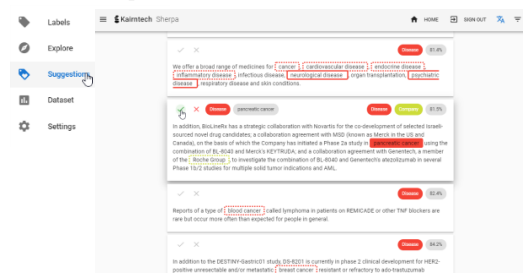 Labels
Explore
Suggestions
Dataset
Settings
Kairntech Sherpa
HOME
SIGN OUT
Disease 81.4%
We offer a broad range of medicines for cancer, cardiovascular disease, endocrine disease,
inflammatory disease, infectious disease, neurological disease, organ transplantation, psychiatric
disease, respiratory disease and skin conditions.
Disease pancreatic cancer Disease Company 81.5%
In addition, BioLineRx has a strategic collaboration with Novartis for the co-development of selected Israeli-
sourced novel drug candidates, a collaboration agreement with MSD (known as Merck in the US and
Canada), on the basis of which the Company has initiated a Phase 2a study in pancreatic cancer using the
combination of BL-8040 and Merck's KEYTRUDA, and a collaboration agreement with Genentech, a member
of the Roche Group, to investigate the combination of BL-8040 and Genentech's atezolizumab in several
Phase 1b/2 studies for multiple solid tumor indications and AML.
Disease 82.4%
Reports of a type of blood cancer called lymphoma in patients on REMICADE or other TNF blockers are
rare but occur more often than expected for people in general
Disease 84.2%
In addition to the DESTINY-Gastric01 study, DS-8201 is currently in phase 2 clinical development for HER2-
positive unresectable and/or metastatic breast cancer resistant or refractory to ado-trastuzumab